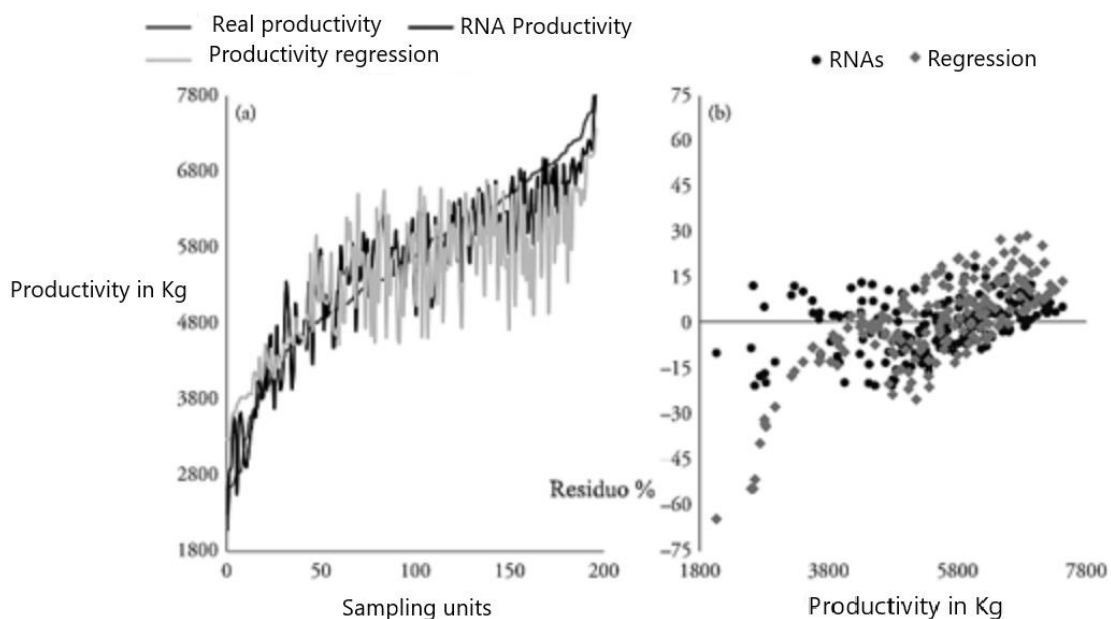 Real productivity
RNA Productivity
Productivity regression
RNAs
Regression
(a)
7800
6800
5800
4800
3800
2800
1800
Productivity in Kg
0
50
100
150
200
Sampling units
(b)
75
60
45
30
15
0
-15
-30
-45
-60
-75
Residuo %
1800
3800
5800
7800
Productivity in Kg